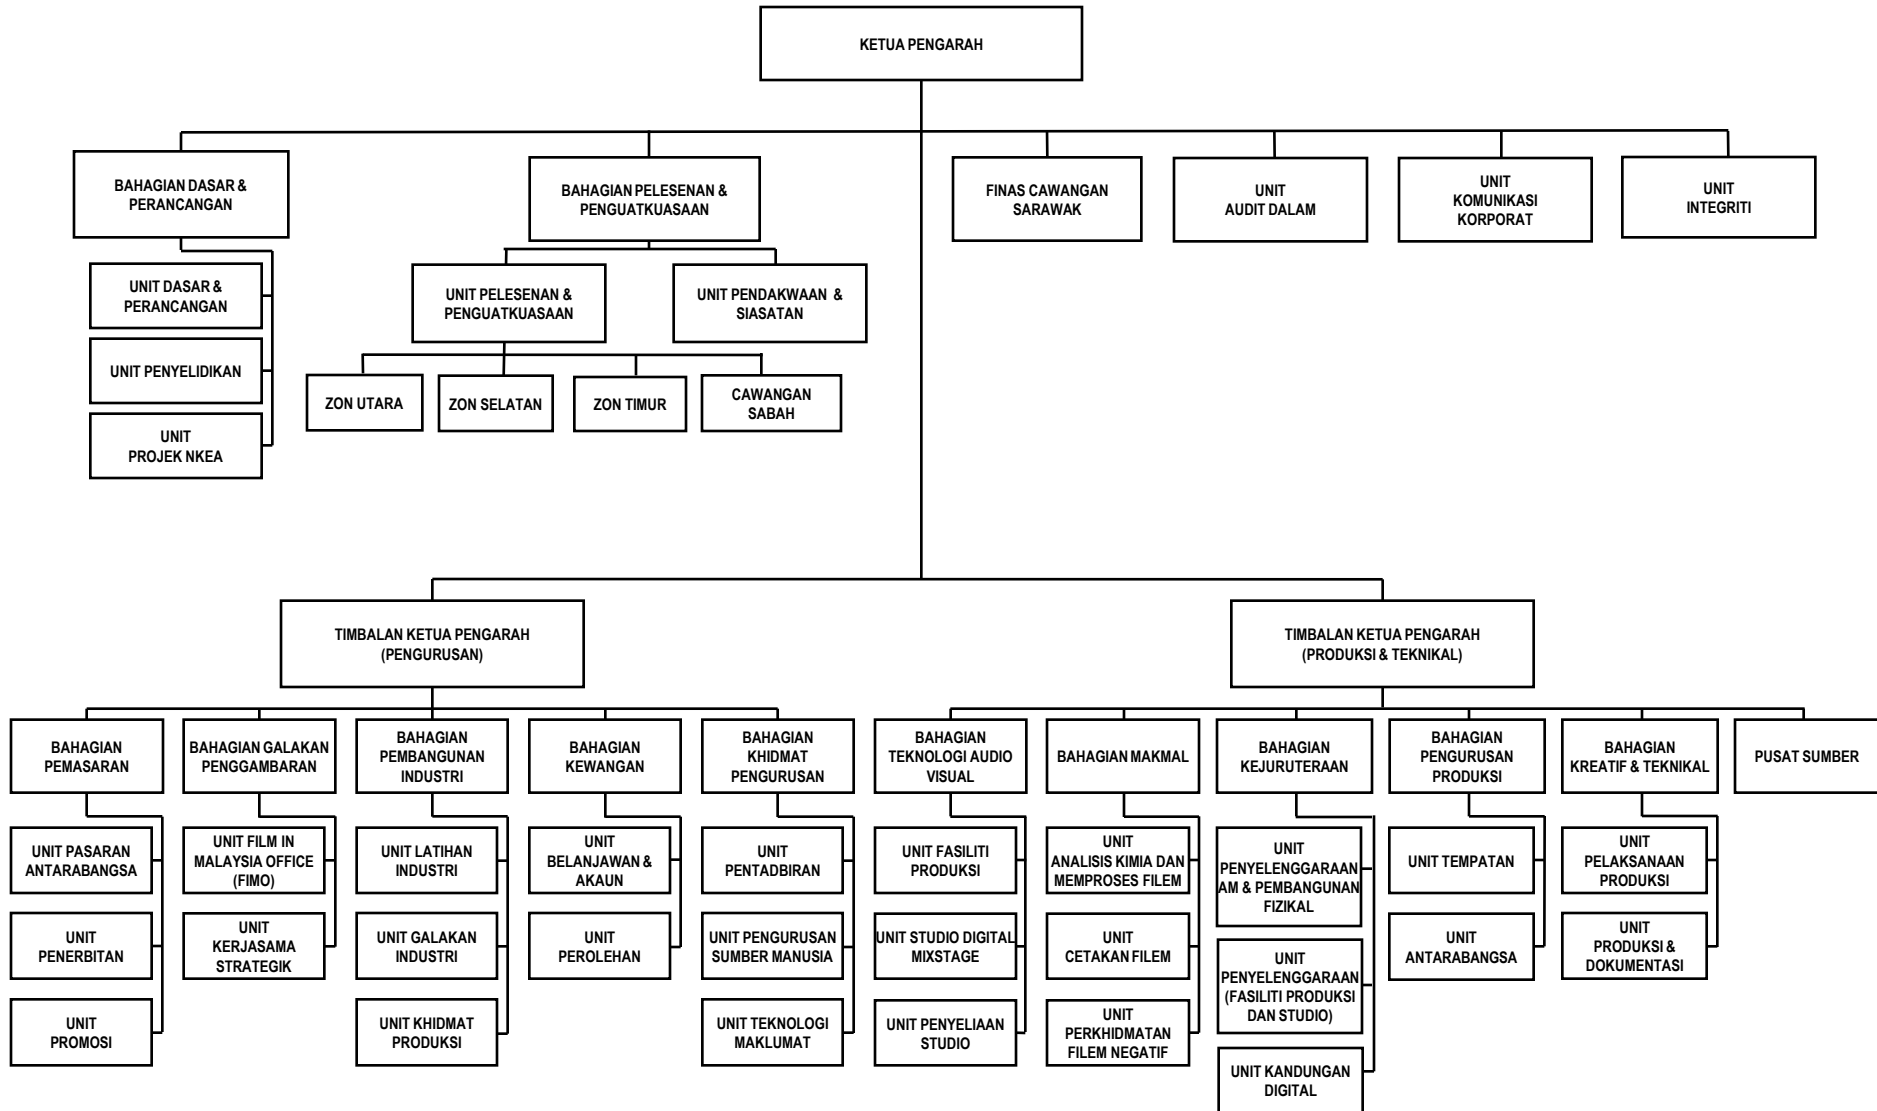 KETUA PENGARAH
BAHAGIAN DASAR &
PERANCANGAN
BAHAGIAN PELESENAN &
PENGUATKUASAAN
FINAS CAWANGAN
SARAWAK
UNIT
AUDIT DALAM
UNIT
KOMUNIKASI
KORPORAT
UNIT
INTEGRITI
UNIT DASAR &
PERANCANGAN
UNIT PENYELIDIKAN
UNIT
PROJEK NKEA
UNIT PELESENAN &
PENGUATKUASAAN
UNIT PENDAKWAAN &
SIASATAN
ZON UTARA
ZON SELATAN
ZON TIMUR
CAWANGAN
SABAH
TIMBALAN KETUA PENGARAH
(PENGURUSAN)
TIMBALAN KETUA PENGARAH
(PRODUKSI & TEKNIKAL)
BAHAGIAN
PEMASARAN
BAHAGIAN GALAKAN
PENGGAMBARAN
BAHAGIAN
PEMBANGUNAN
INDUSTRI
BAHAGIAN
KEWANGAN
BAHAGIAN
KHIDMAT
PENGURUSAN
BAHAGIAN
TEKNOLOGI AUDIO
VISUAL
BAHAGIAN MAKMAL
BAHAGIAN
KEJURUTERAAN
BAHAGIAN
PENGURUSAN
PRODUKSI
BAHAGIAN
KREATIF & TEKNIKAL
PUSAT SUMBER
UNIT PASARAN
ANTARABANGSA
UNIT
PENERBITAN
UNIT
PROMOSI
UNIT FILM IN
MALAYSIA OFFICE
(FIMO)
UNIT
KERJASAMA
STRATEGIK
UNIT LATIHAN
INDUSTRI
UNIT GALAKAN
INDUSTRI
UNIT KHIDMAT
PRODUKSI
UNIT
BELANJAWAN &
AKAUN
UNIT
PEROLEHAN
UNIT
PENTADBIRAN
UNIT PENGURUSAN
SUMBER MANUSIA
UNIT TEKNOLOGI
MAKLUMAT
UNIT FASILITI
PRODUKSI
UNIT STUDIO DIGITAL
MIXSTAGE
UNIT PENYELIAAN
STUDIO
UNIT
ANALISIS KIMIA DAN
MEMPROSES FILEM
UNIT
CETAKAN FILEM
UNIT
PERKHIDMATAN
FILEM NEGATIF
UNIT
PENYELENGGARAAN
AM & PEMBANGUNAN
FIZIKAL
UNIT
PENYELENGGARAAN
(FASILITI PRODUKSI
DAN STUDIO)
UNIT KANDUNGAN
DIGITAL
UNIT TEMPATAN
UNIT
ANTARABANGSA
UNIT
PELAKSANAAN
PRODUKSI
UNIT
PRODUKSI &
DOKUMENTASI